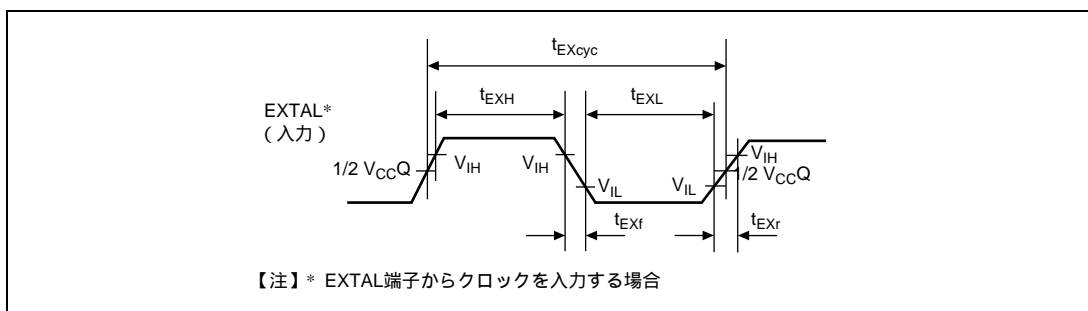 tEXcyc
tEXH tEXL
EXTAL*
(入力)
1/2 VCCQ VIH VIH VIL VIL VIH 1/2 VCCQ
tEXf tEXr
【注】* EXTAL端子からクロックを入力する場合